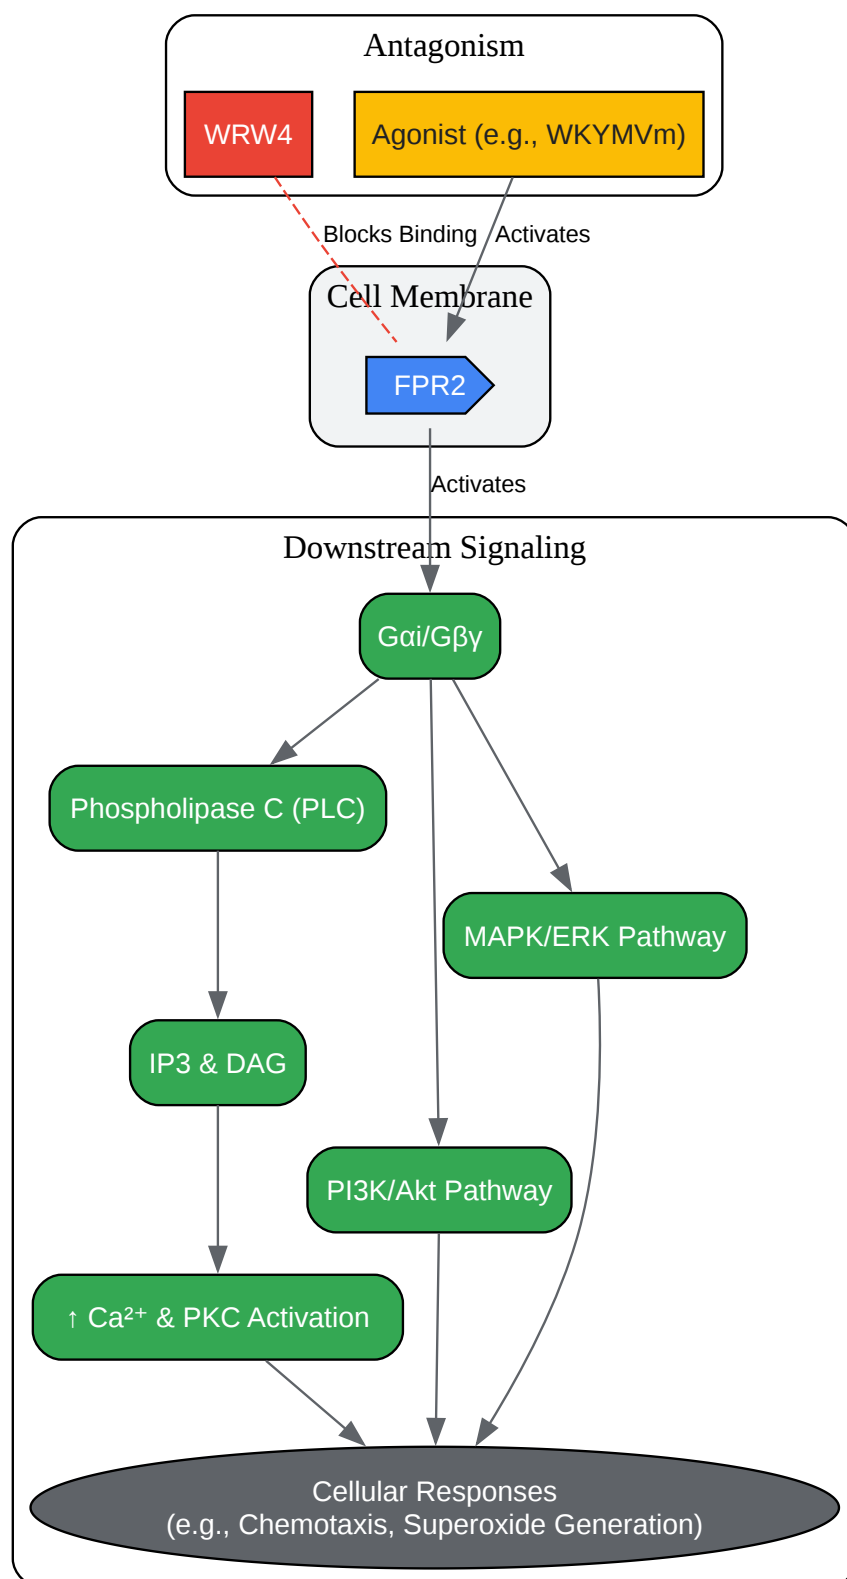 Antagonism
WRW4
Agonist (e.g., WKYMVm)
Blocks Binding
Activates
Cell Membrane
FPR2
Activates
Downstream Signaling
Gαi/Gβγ
Phospholipase C (PLC)
MAPK/ERK Pathway
IP3 & DAG
PI3K/Akt Pathway
↑ Ca²⁺ & PKC Activation
Cellular Responses
(e.g., Chemotaxis, Superoxide Generation)